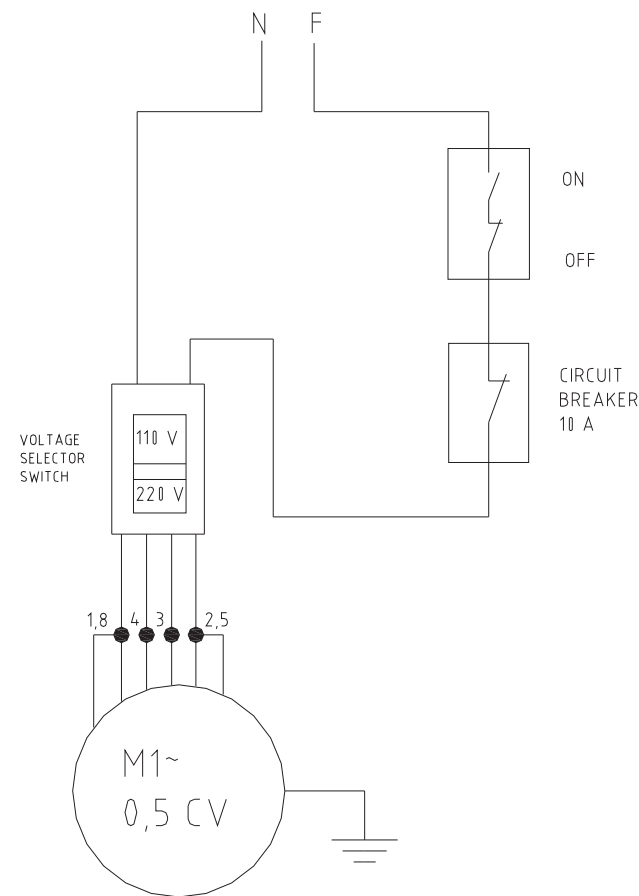 N F
ON
OFF
CIRCUIT
BREAKER
10 A
VOLTAGE
SELECTOR
SWITCH
110 V
220 V
1,8 4 3 2,5
M1~
0,5 CV